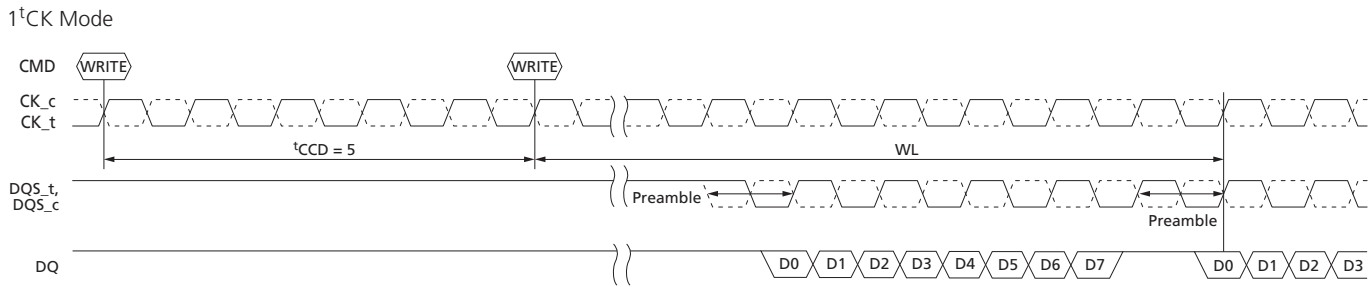 1tCK Mode
CMD WRITE WRITE
CK_c
CK_t
tCCD = 5 WL
DQS_t,
DQS_c
Preamble
Preamble
DQ D0 D1 D2 D3 D4 D5 D6 D7 D0 D1 D2 D3